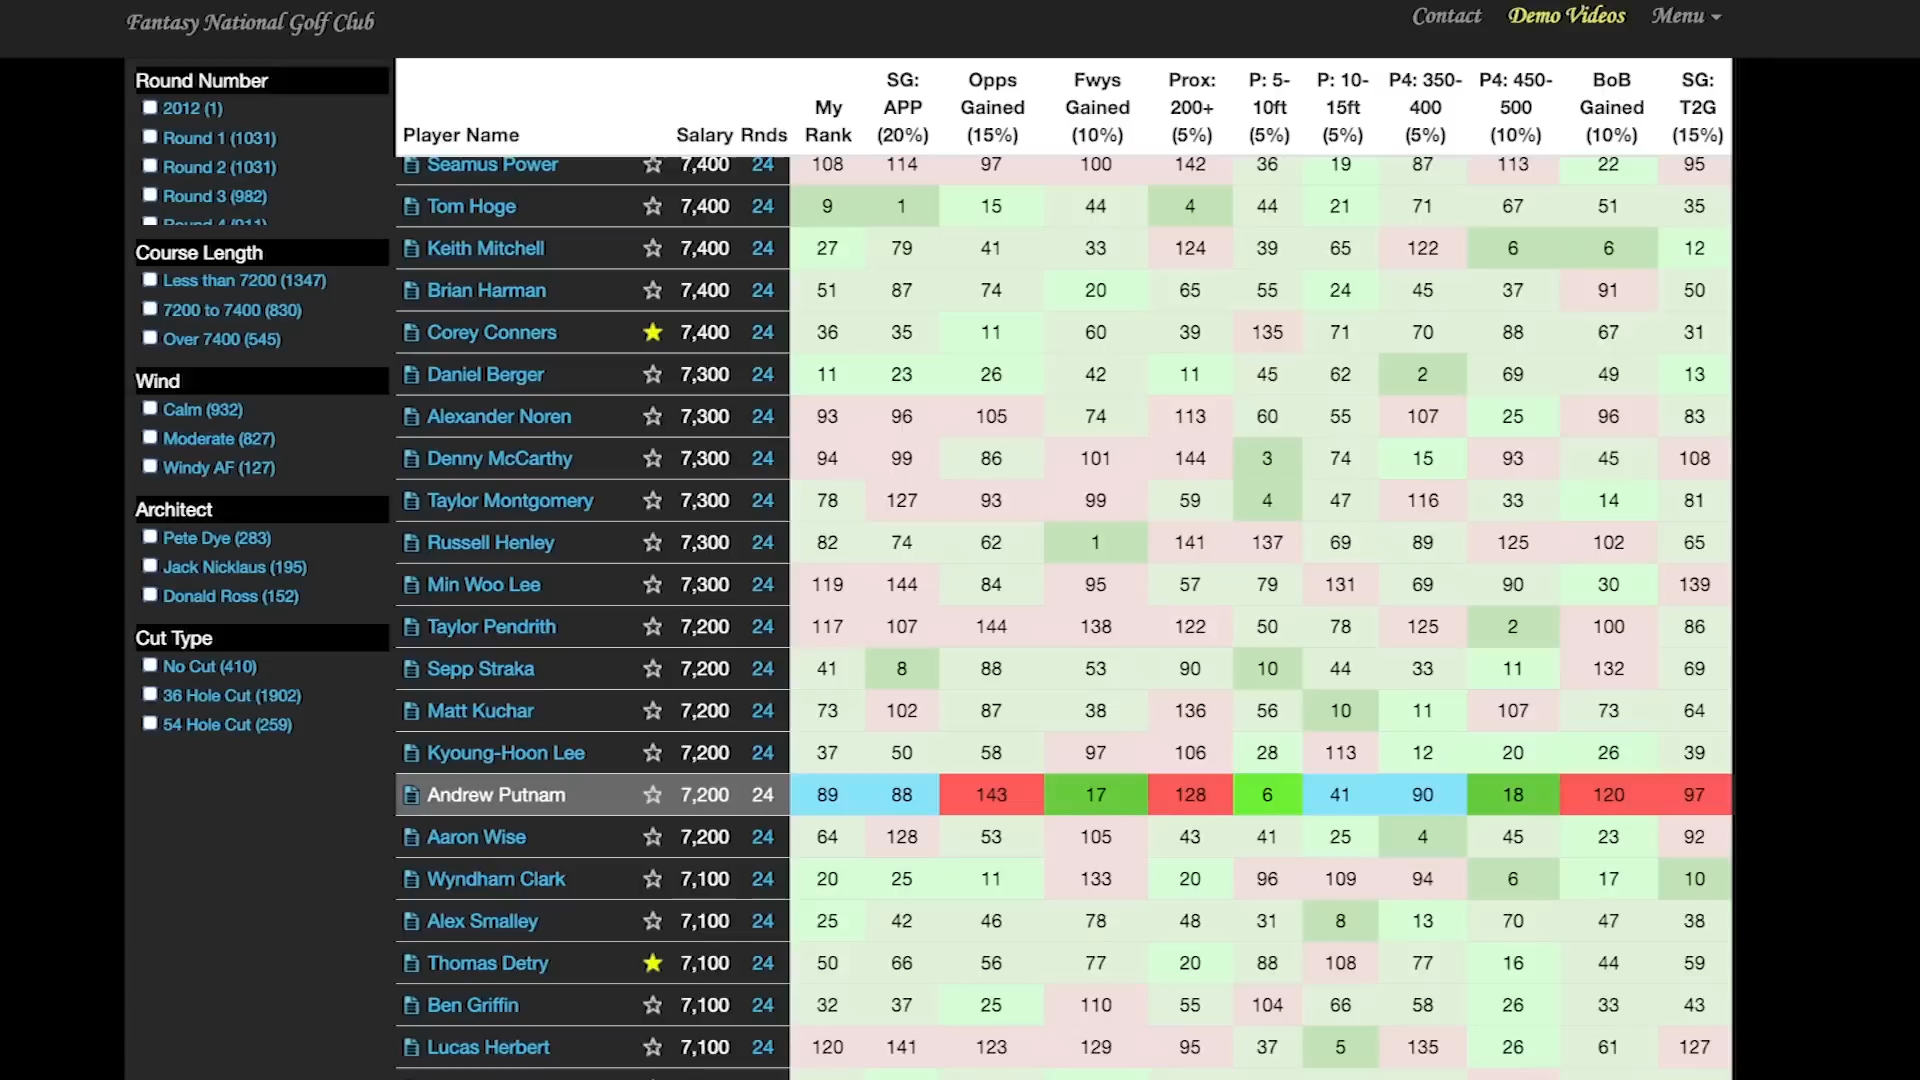 Fantasy National Golf Club
Contact Demo Videos Menu
Round Number
2012 (1)
Round 1 (1031)
Round 2 (1031)
Round 3 (982)
Round 4 (911)
Course Length
Less than 7200 (1347)
7200 to 7400 (830)
Over 7400 (545)
Wind
Calm (932)
Moderate (827)
Windy AF (127)
Architect
Pete Dye (283)
Jack Nicklaus (195)
Donald Ross (152)
Cut Type
No Cut (410)
36 Hole Cut (1902)
54 Hole Cut (259)
Player Name Salary Rnds My Rank SG: APP (20%) Opps Gained (15%) Fwys Gained (10%) Prox: 200+ (5%) P: 5-10ft (5%) P: 10-15ft (5%) P4: 350-400 (5%) P4: 450-500 (10%) BoB Gained (10%) SG: T2G (15%)
Seamus Power 7,400 24 108 114 97 100 142 36 19 87 113 22 95
Tom Hoge 7,400 24 9 1 15 44 4 44 21 71 67 51 35
Keith Mitchell 7,400 24 27 79 41 33 124 39 65 122 6 6 12
Brian Harman 7,400 24 51 87 74 20 65 55 24 45 37 91 50
Corey Conners 7,400 24 36 35 11 60 39 135 71 70 88 67 31
Daniel Berger 7,300 24 11 23 26 42 11 45 62 2 69 49 13
Alexander Noren 7,300 24 93 96 105 74 113 60 55 107 25 96 83
Denny McCarthy 7,300 24 94 99 86 101 144 3 74 15 93 45 108
Taylor Montgomery 7,300 24 78 127 93 99 59 4 47 116 33 14 81
Russell Henley 7,300 24 82 74 62 1 141 137 69 89 125 102 65
Min Woo Lee 7,300 24 119 144 84 95 57 79 131 69 90 30 139
Taylor Pendrith 7,200 24 117 107 144 138 122 50 78 125 2 100 86
Sepp Straka 7,200 24 41 8 88 53 90 10 44 33 11 132 69
Matt Kuchar 7,200 24 73 102 87 38 136 56 10 11 107 73 64
Kyoung-Hoon Lee 7,200 24 37 50 58 97 106 28 113 12 20 26 39
Andrew Putnam 7,200 24 89 88 143 17 128 6 41 90 18 120 97
Aaron Wise 7,200 24 64 128 53 105 43 41 25 4 45 23 92
Wyndham Clark 7,100 24 20 25 11 133 20 96 109 94 6 17 10
Alex Smalley 7,100 24 25 42 46 78 48 31 8 13 70 47 38
Thomas Detry 7,100 24 50 66 56 77 20 88 108 77 16 44 59
Ben Griffin 7,100 24 32 37 25 110 55 104 66 58 26 33 43
Lucas Herbert 7,100 24 120 141 123 129 95 37 5 135 26 61 127